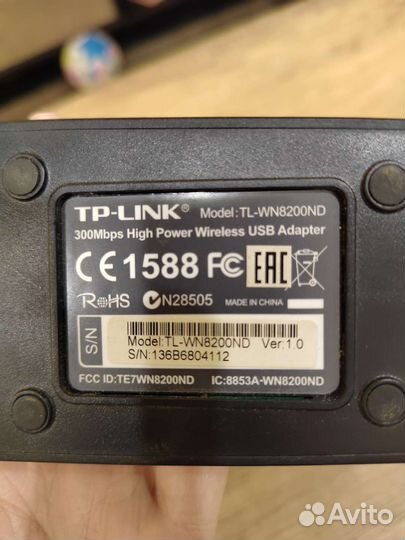 TP-LINK® Model:TL-WN8200ND
300Mbps High Power Wireless USB Adapter
CE1588 FC EAC
RoHS N28505 MADE IN CHINA
S/N
Model:TL-WN8200ND Ver:1.0
S/N:136B6804112
FCC ID:TE7WN8200ND IC:8853A-WN8200ND
Avito